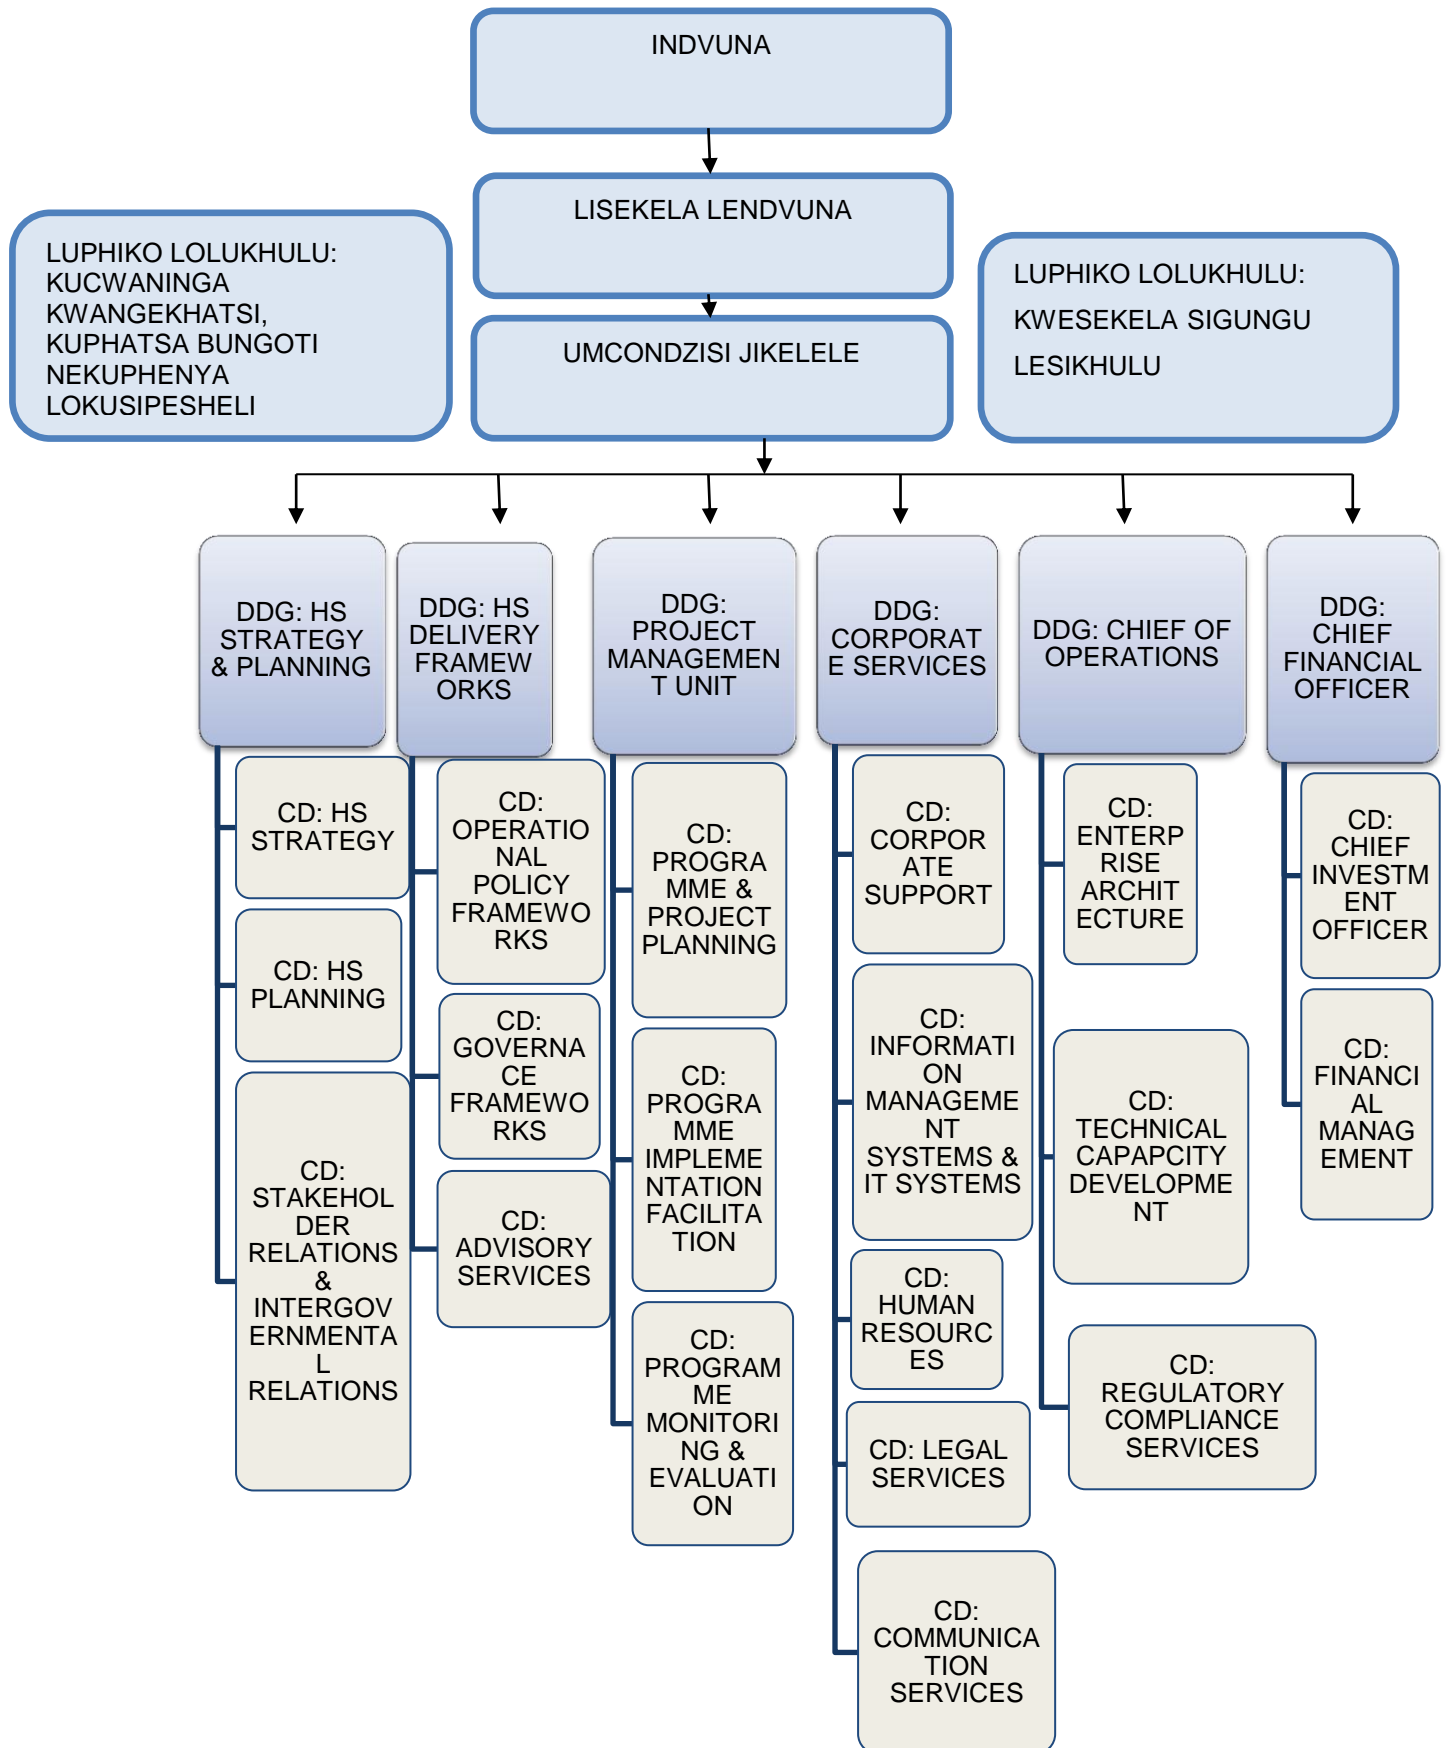 INDVUNA
LISEKELA LENDVUNA
LUPHIKO LOLUKHULU:
KUCWANINGA
KWANGEKHATSI,
KUPHATSA BUNGOTI
NEKUPHENYA
LOKUSIPESHELI
LUPHIKO LOLUKHULU:
KWESEKELA SIGUNGU
LESIKHULU
UMCONDZISI JIKELELE
DDG: HS
STRATEGY
& PLANNING
DDG: HS
DELIVERY
FRAMEW
ORKS
DDG:
PROJECT
MANAGEMEN
T UNIT
DDG:
CORPORAT
E SERVICES
DDG: CHIEF OF
OPERATIONS
DDG:
CHIEF
FINANCIAL
OFFICER
CD: HS
STRATEGY
CD: HS
PLANNING
CD:
STAKEHOL
DER
RELATIONS
&
INTERGOV
ERNMENTA
L
RELATIONS
CD:
OPERATIO
NAL
POLICY
FRAMEWO
RKS
CD:
GOVERNA
CE
FRAMEWO
RKS
CD:
ADVISORY
SERVICES
CD:
PROGRA
MME &
PROJECT
PLANNING
CD:
PROGRA
MME
IMPLEME
NTATION
FACILITA
TION
CD:
PROGRAM
ME
MONITORI
NG &
EVALUATI
ON
CD:
CORPOR
ATE
SUPPORT
CD:
INFORMATI
ON
MANAGEME
NT
SYSTEMS &
IT SYSTEMS
CD:
HUMAN
RESOURC
ES
CD: LEGAL
SERVICES
CD:
COMMUNICA
TION
SERVICES
CD:
ENTERP
RISE
ARCHIT
ECTURE
CD:
TECHNICAL
CAPAPCITY
DEVELOPME
NT
CD:
REGULATORY
COMPLIANCE
SERVICES
CD:
CHIEF
INVESTM
ENT
OFFICER
CD:
FINANCI
AL
MANAG
EMENT